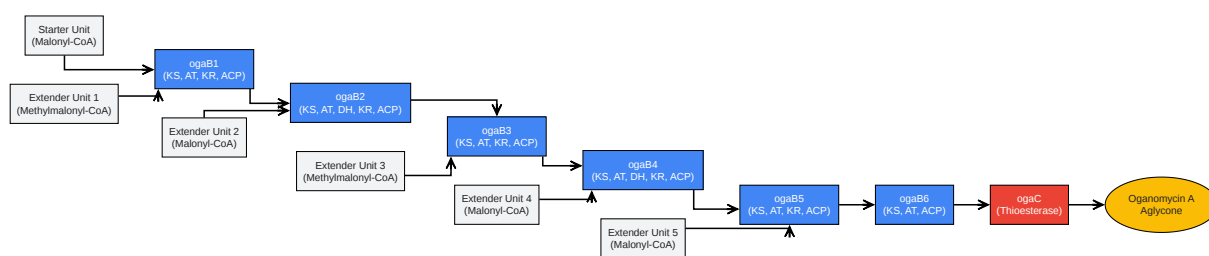 Starter Unit
(Malonyl-CoA)
ogaB1
(KS, AT, KR, ACP)
Extender Unit 1
(Methylmalonyl-CoA)
ogaB2
(KS, AT, DH, KR, ACP)
Extender Unit 2
(Malonyl-CoA)
ogaB3
(KS, AT, KR, ACP)
Extender Unit 3
(Methylmalonyl-CoA)
ogaB4
(KS, AT, DH, KR, ACP)
Extender Unit 4
(Malonyl-CoA)
ogaB5
(KS, AT, KR, ACP)
Extender Unit 5
(Malonyl-CoA)
ogaB6
(KS, AT, ACP)
ogaC
(Thioesterase)
Oganomycin A
Aglycone